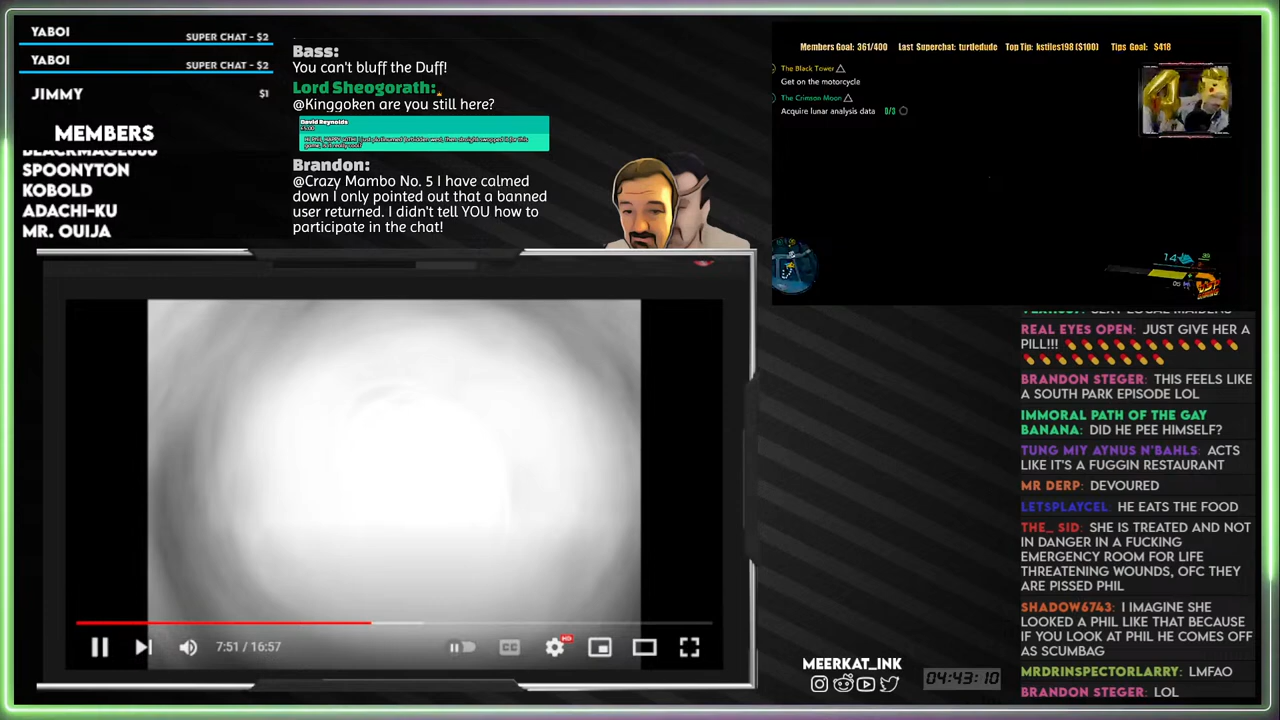 YABOI
SUPER CHAT - $2
YABOI
SUPER CHAT - $2
JIMMY
$1
MEMBERS
SPOONYTON
KOBOLD
ADACHI-KU
MR. OUIJA
Bass:
You can't bluff the Duff!
Lord Sheogorath:
@Kinggoken are you still here?
David Reynolds
Brandon:
@Crazy Mambo No. 5 I have calmed
down I only pointed out that a banned
user returned. I didn't tell YOU how to
participate in the chat!
Members Goal: 361/400 Last Superchat: turtledude Top Tip: kstiles198 ($100) Tips Goal: $418
The Black Tower
Get on the motorcycle
The Crimson Moon
Acquire lunar analysis data 0/3
14
39
7:51 / 16:57
CC
HD
REAL EYES OPEN: JUST GIVE HER A
PILL!!!
BRANDON STEGER: THIS FEELS LIKE
A SOUTH PARK EPISODE LOL
IMMORAL PATH OF THE GAY
BANANA: DID HE PEE HIMSELF?
TUNG MIY AYNUS N'BAHLS: ACTS
LIKE IT'S A FUGGIN RESTAURANT
MR DERP: DEVOURED
LETSPLAYCEL: HE EATS THE FOOD
THE_ SID: SHE IS TREATED AND NOT
IN DANGER IN A FUCKING
EMERGENCY ROOM FOR LIFE
THREATENING WOUNDS, OFC THEY
ARE PISSED PHIL
SHADOW6743: I IMAGINE SHE
LOOKED A PHIL LIKE THAT BECAUSE
IF YOU LOOK AT PHIL HE COMES OFF
AS SCUMBAG
MRDRINSPECTORLARRY: LMFAO
BRANDON STEGER: LOL
MEERKAT_INK
04:43:10